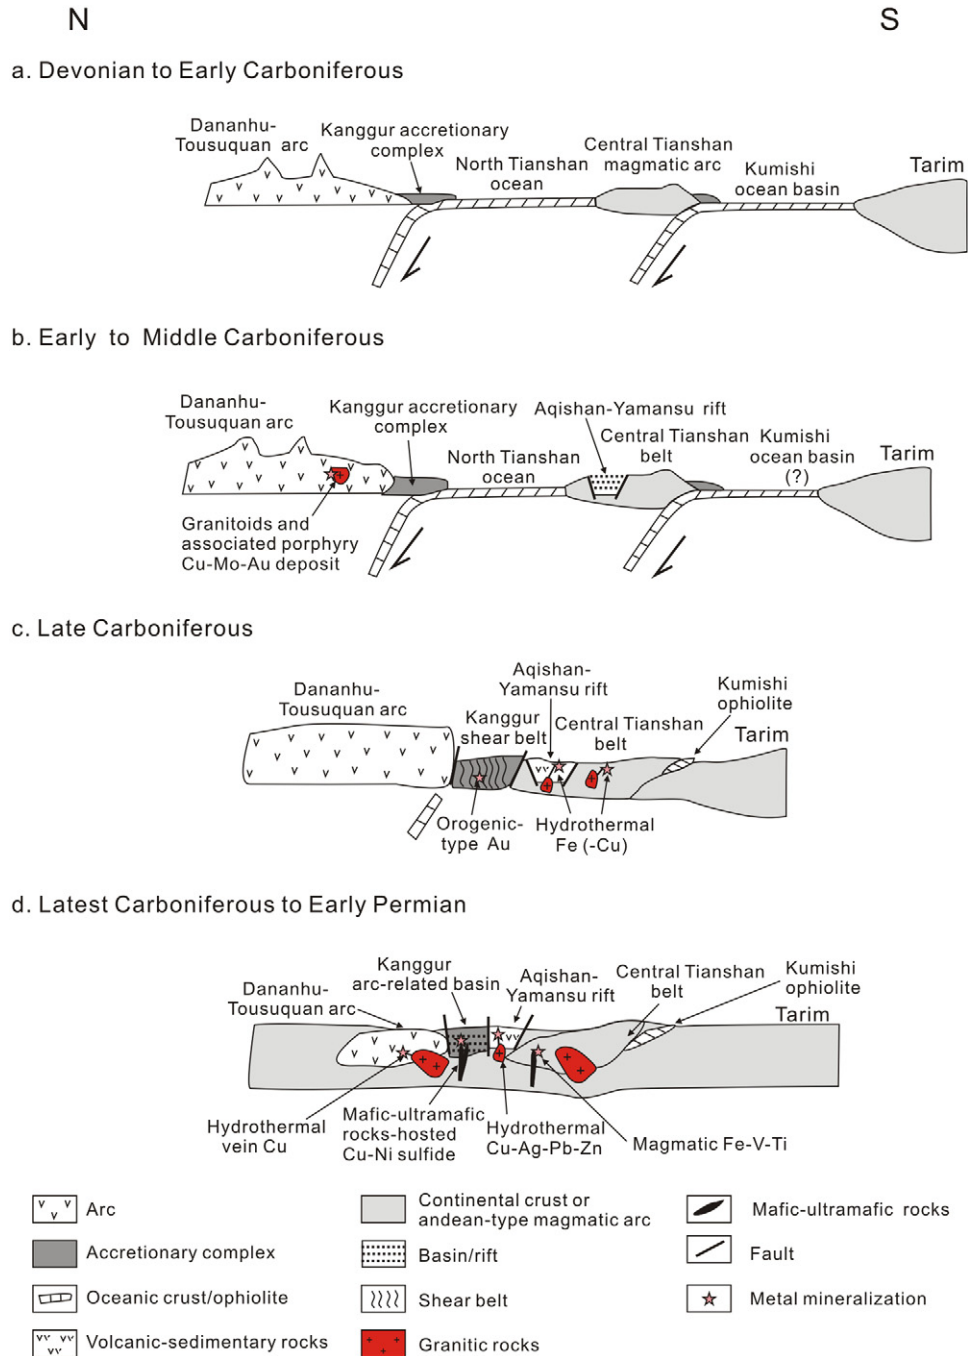 N
S
a. Devonian to Early Carboniferous
Dananhu-
Tousuquan arc
Kanggur accretionary
complex
North Tianshan
ocean
Central Tianshan
magmatic arc
Kumishi
ocean basin
Tarim
b. Early to Middle Carboniferous
Dananhu-
Tousuquan arc
Kanggur accretionary
complex
North Tianshan
ocean
Aqishan-Yamansu rift
Central Tianshan
belt
Kumishi
ocean basin
(?)
Tarim
Granitoids and
associated porphyry
Cu-Mo-Au deposit
c. Late Carboniferous
Dananhu-
Tousuquan arc
Kanggur
shear belt
Aqishan-
Yamansu rift
Central Tianshan
belt
Kumishi
ophiolite
Tarim
Orogenic-
type Au
Hydrothermal
Fe (-Cu)
d. Latest Carboniferous to Early Permian
Dananhu-
Tousuquan arc
Kanggur
arc-related basin
Aqishan-
Yamansu rift
Central Tianshan
belt
Kumishi
ophiolite
Tarim
Hydrothermal
vein Cu
Mafic-ultramafic
rocks-hosted
Cu-Ni sulfide
Hydrothermal
Cu-Ag-Pb-Zn
Magmatic Fe-V-Ti
Arc
Accretionary complex
Oceanic crust/ophiolite
Volcanic-sedimentary rocks
Continental crust or
andean-type magmatic arc
Basin/rift
Shear belt
Granitic rocks
Mafic-ultramafic rocks
Fault
Metal mineralization